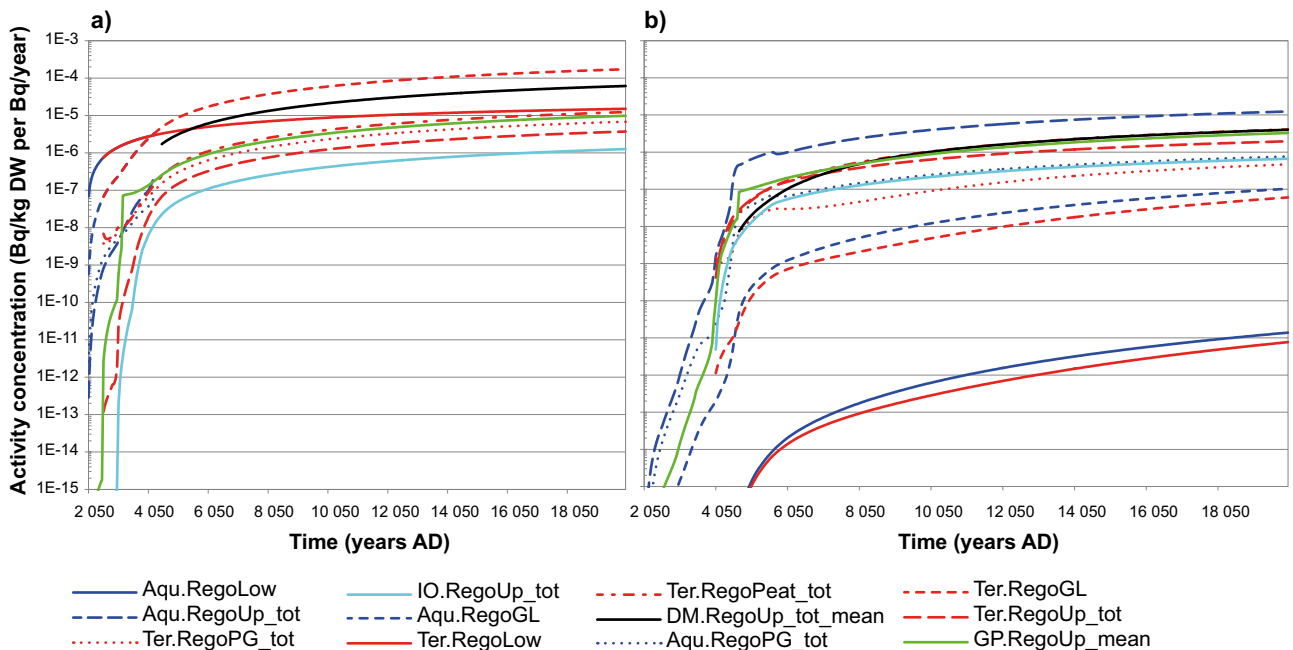 a)
b)
Activity concentration (Bq/kg DW per Bq/year)
1E-3
1E-4
1E-5
1E-6
1E-7
1E-8
1E-9
1E-10
1E-11
1E-12
1E-13
1E-14
1E-15
2 050 4 050 6 050 8 050 10 050 12 050 14 050 16 050 18 050
2 050 4 050 6 050 8 050 10 050 12 050 14 050 16 050 18 050
Time (years AD)
Time (years AD)
Aqu.RegoLow IO.RegoUp_tot Ter.RegoPeat_tot Ter.RegoGL
Aqu.RegoUp_tot Aqu.RegoGL DM.RegoUp_tot_mean Ter.RegoUp_tot
Ter.RegoPG_tot Ter.RegoLow Aqu.RegoPG_tot GP.RegoUp_mean